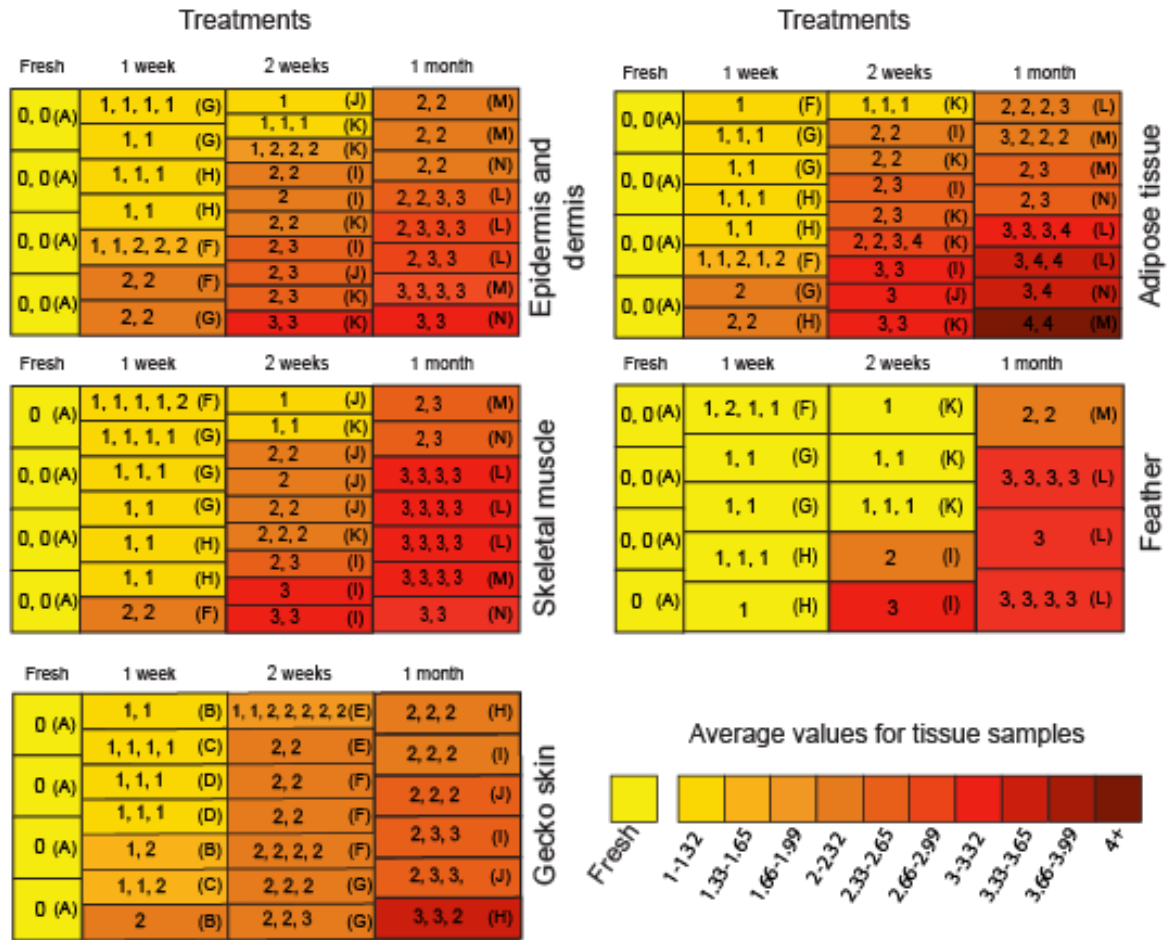 Treatments
Fresh 1 week 2 weeks 1 month
0, 0 (A)
0, 0 (A)
0, 0 (A)
0, 0 (A)
1, 1, 1, 1 (G)
1, 1 (G)
1, 1, 1 (H)
1, 1 (H)
1, 1, 2, 2, 2 (F)
2, 2 (F)
2, 2 (G)
1 (J)
1, 1, 1 (K)
1, 2, 2, 2 (K)
2, 2 (I)
2 (I)
2, 2 (K)
2, 3 (I)
2, 3 (J)
2, 3 (K)
3, 3 (K)
2, 2 (M)
2, 2 (M)
2, 2 (N)
2, 2, 3, 3 (L)
2, 3, 3, 3 (L)
2, 3, 3 (L)
3, 3, 3, 3 (M)
3, 3 (N)
Epidermis and
dermis
Treatments
Fresh 1 week 2 weeks 1 month
0, 0 (A)
0, 0 (A)
0, 0 (A)
0, 0 (A)
1 (F)
1, 1, 1 (G)
1, 1 (G)
1, 1, 1 (H)
1, 1 (H)
1, 1, 2, 1, 2 (F)
2 (G)
2, 2 (H)
1, 1, 1 (K)
2, 2 (I)
2, 2 (K)
2, 3 (I)
2, 3 (K)
2, 2, 3, 4 (K)
3, 3 (I)
3 (J)
3, 3 (K)
2, 2, 2, 3 (L)
3, 2, 2, 2 (M)
2, 3 (M)
2, 3 (N)
3, 3, 3, 4 (L)
3, 4, 4 (L)
3, 4 (N)
4, 4 (M)
Adipose tissue
Fresh 1 week 2 weeks 1 month
0 (A)
0, 0 (A)
0, 0 (A)
0, 0 (A)
1, 1, 1, 1, 2 (F)
1, 1, 1, 1 (G)
1, 1, 1 (G)
1, 1 (G)
1, 1 (H)
1, 1 (H)
2, 2 (F)
1 (J)
1, 1 (K)
2, 2 (J)
2 (J)
2, 2 (J)
2, 2, 2 (K)
2, 3 (I)
3 (I)
3, 3 (I)
2, 3 (M)
2, 3 (N)
3, 3, 3, 3 (L)
3, 3, 3, 3 (L)
3, 3, 3, 3 (L)
3, 3, 3, 3 (M)
3, 3 (N)
Skeletal muscle
Fresh 1 week 2 weeks 1 month
0, 0 (A)
0, 0 (A)
0, 0 (A)
0 (A)
1, 2, 1, 1 (F)
1, 1 (G)
1, 1 (G)
1, 1, 1 (H)
1 (H)
1 (K)
1, 1 (K)
1, 1, 1 (K)
2 (I)
3 (I)
2, 2 (M)
3, 3, 3, 3 (L)
3 (L)
3, 3, 3, 3 (L)
Feather
Fresh 1 week 2 weeks 1 month
0 (A)
0 (A)
0 (A)
0 (A)
1, 1 (B)
1, 1, 1, 1 (C)
1, 1, 1 (D)
1, 1, 1 (D)
1, 2 (B)
1, 1, 2 (C)
2 (B)
1, 1, 2, 2, 2, 2, 2 (E)
2, 2 (E)
2, 2 (F)
2, 2 (F)
2, 2, 2, 2 (F)
2, 2, 2 (G)
2, 2, 3 (G)
2, 2, 2 (H)
2, 2, 2 (I)
2, 2, 2 (J)
2, 3, 3 (I)
2, 3, 3, (J)
3, 3, 2 (H)
Gecko skin
Average values for tissue samples
Fresh
1-1.32
1.33-1.65
1.66-1.99
2-2.32
2.33-2.65
2.66-2.99
3-3.32
3.33-3.65
3.66-3.99
4+